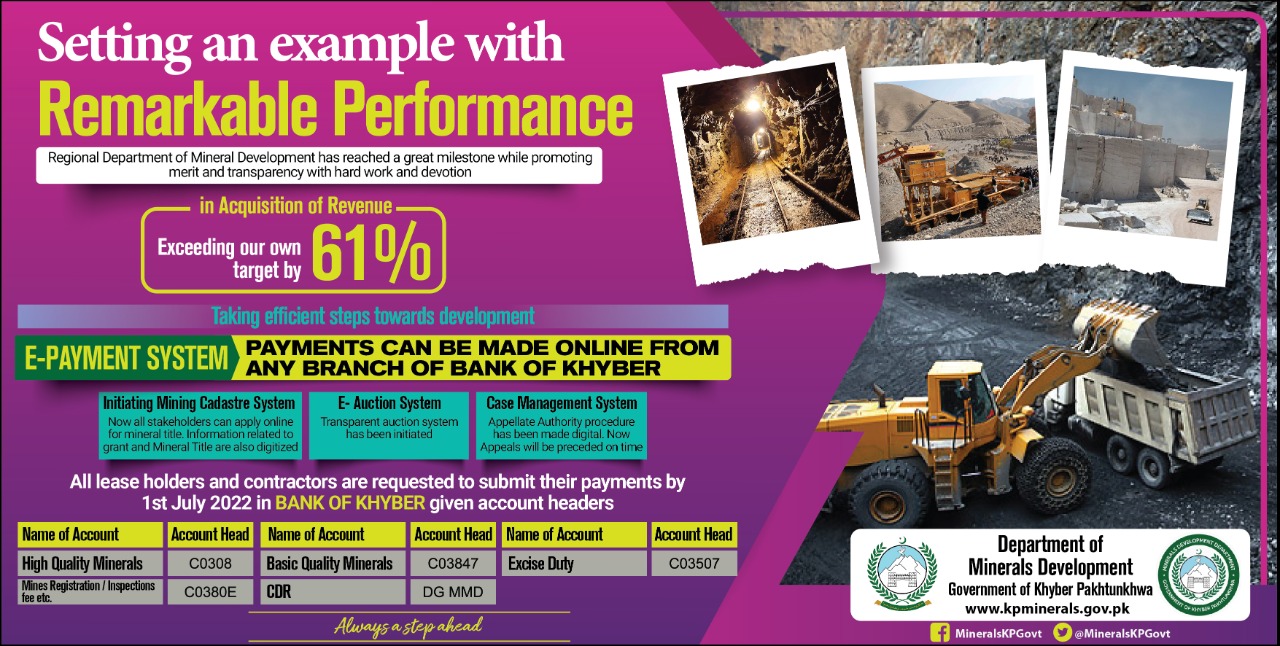 Setting an example with
Remarkable Performance
Regional Department of Mineral Development has reached a great milestone while promoting
merit and transparency with hard work and devotion
in Acquisition of Revenue
Exceeding our own
target by
61%
Taking efficient steps towards development
E-PAYMENT SYSTEM
PAYMENTS CAN BE MADE ONLINE FROM
ANY BRANCH OF BANK OF KHYBER
Initiating Mining Cadastre System
Now all stakeholders can apply online
for mineral title. Information related to
grant and Mineral Title are also digitized
E- Auction System
Transparent auction system
has been initiated
Case Management System
Appellate Authority procedure
has been made digital. Now
Appeals will be preceded on time
All lease holders and contractors are requested to submit their payments by
1st July 2022 in BANK OF KHYBER given account headers
Name of Account Account Head Name of Account Account Head Name of Account Account Head
High Quality Minerals C0308 Basic Quality Minerals C03847 Excise Duty C03507
Mines Registration / Inspections
fee etc.
C0380E CDR DG MMD
Always a step ahead
Department of
Minerals Development
Government of Khyber Pakhtunkhwa
www.kpminerals.gov.pk
MINERALS DEVELOPMENT DEPARTMENT
GOVERNMENT OF KHYBER PAKHTUNKHWA
MineralsKPGovt @MineralsKPGovt